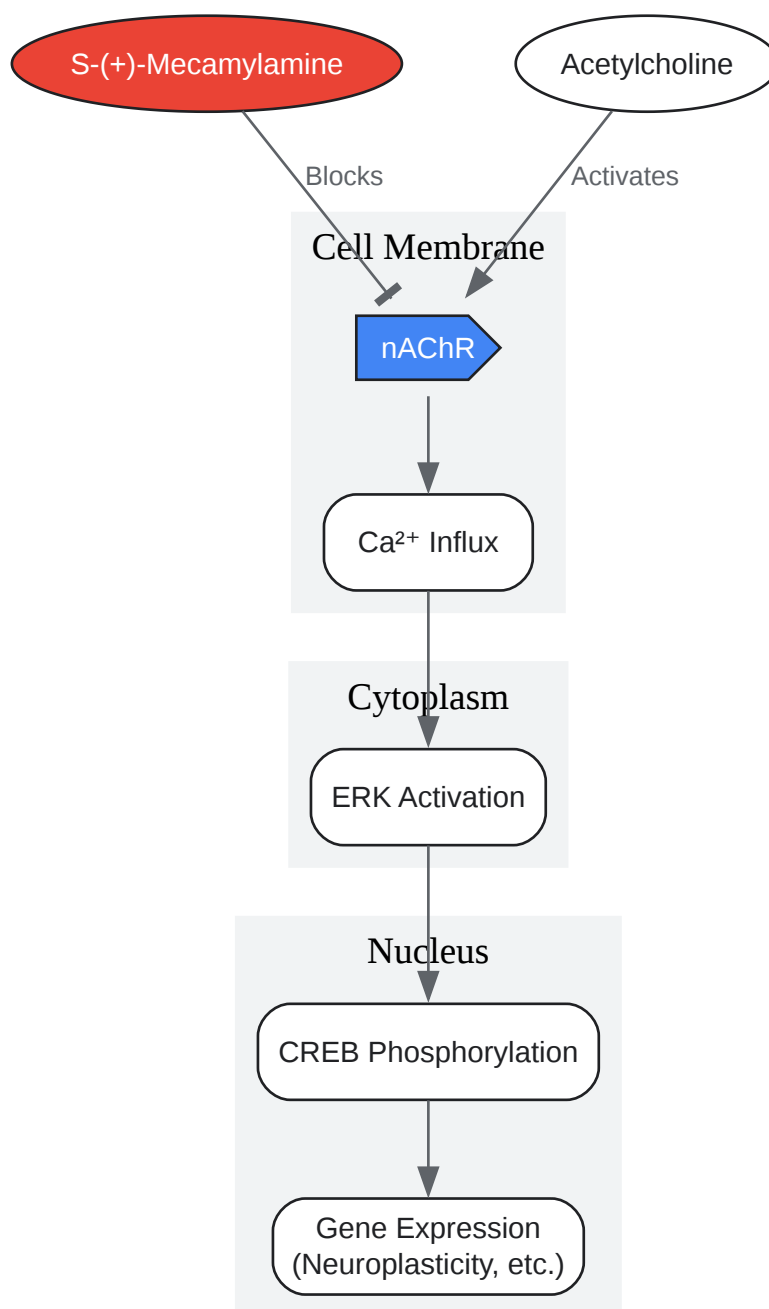 S-(+)-Mecamylamine
Acetylcholine
Blocks
Activates
Cell Membrane
nAChR
Ca²⁺ Influx
Cytoplasm
ERK Activation
Nucleus
CREB Phosphorylation
Gene Expression
(Neuroplasticity, etc.)